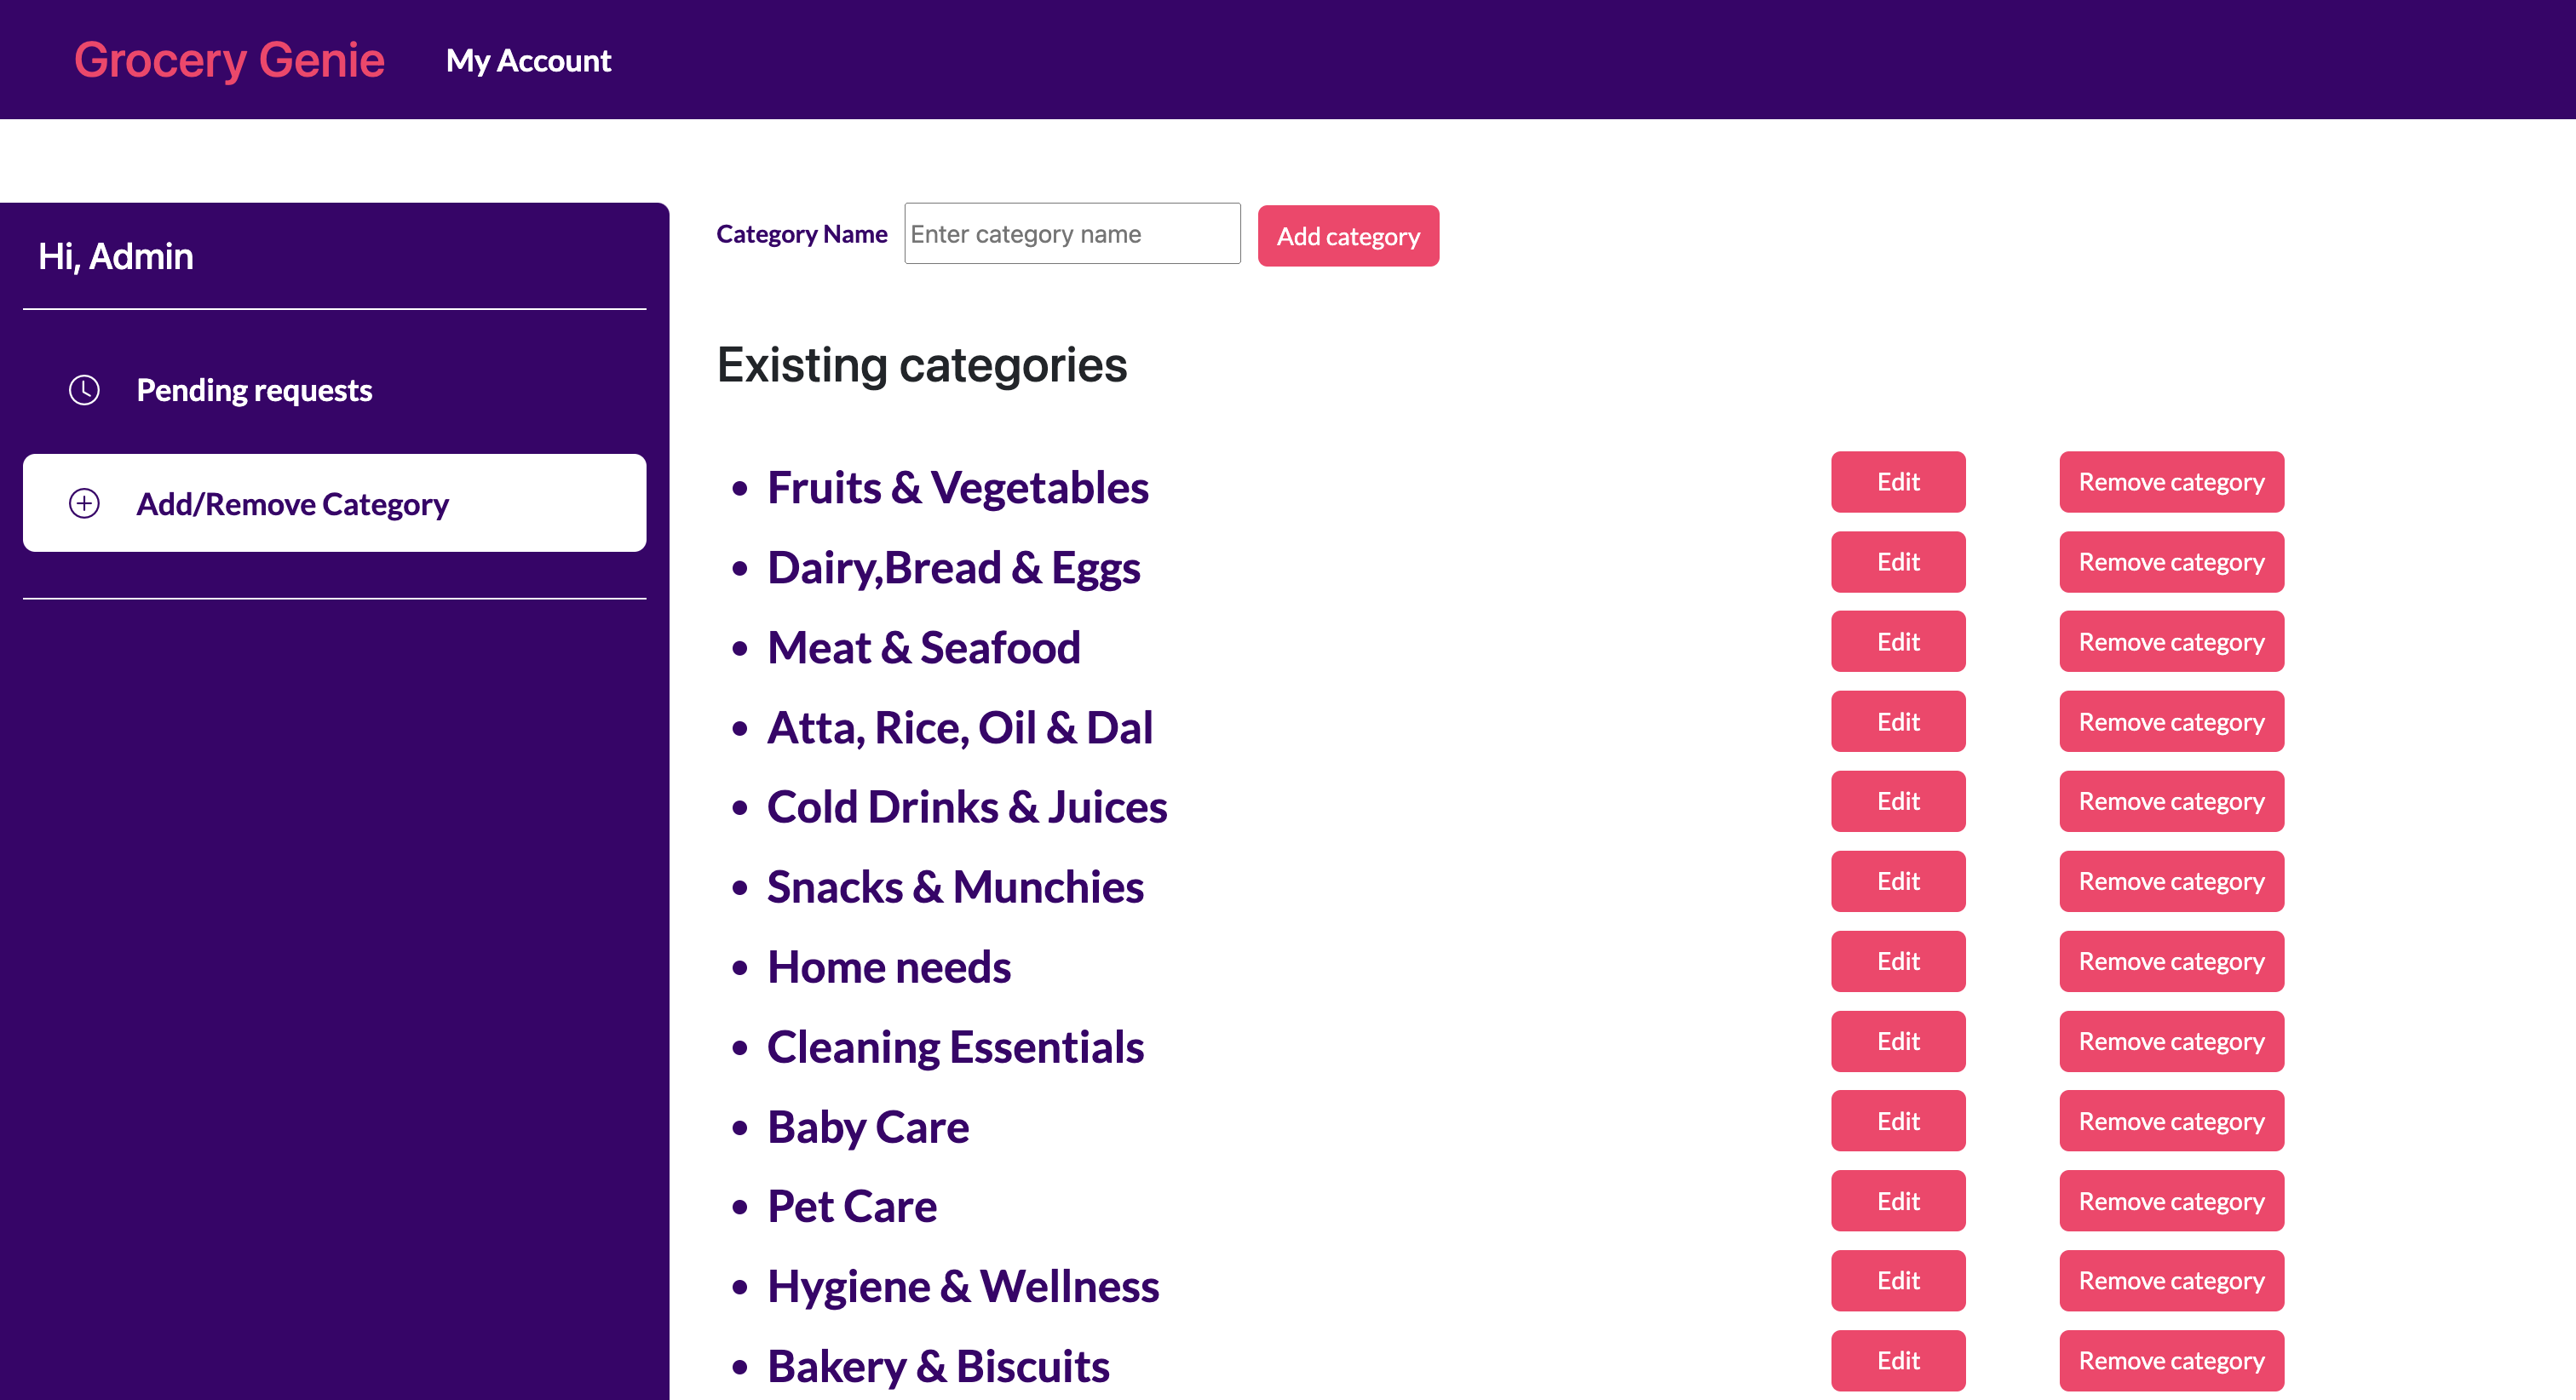 Grocery Genie My Account
Hi, Admin
Pending requests
Add/Remove Category
Category Name Enter category name Add category
Existing categories
• Fruits & Vegetables Edit Remove category
• Dairy,Bread & Eggs Edit Remove category
• Meat & Seafood Edit Remove category
• Atta, Rice, Oil & Dal Edit Remove category
• Cold Drinks & Juices Edit Remove category
• Snacks & Munchies Edit Remove category
• Home needs Edit Remove category
• Cleaning Essentials Edit Remove category
• Baby Care Edit Remove category
• Pet Care Edit Remove category
• Hygiene & Wellness Edit Remove category
• Bakery & Biscuits Edit Remove category